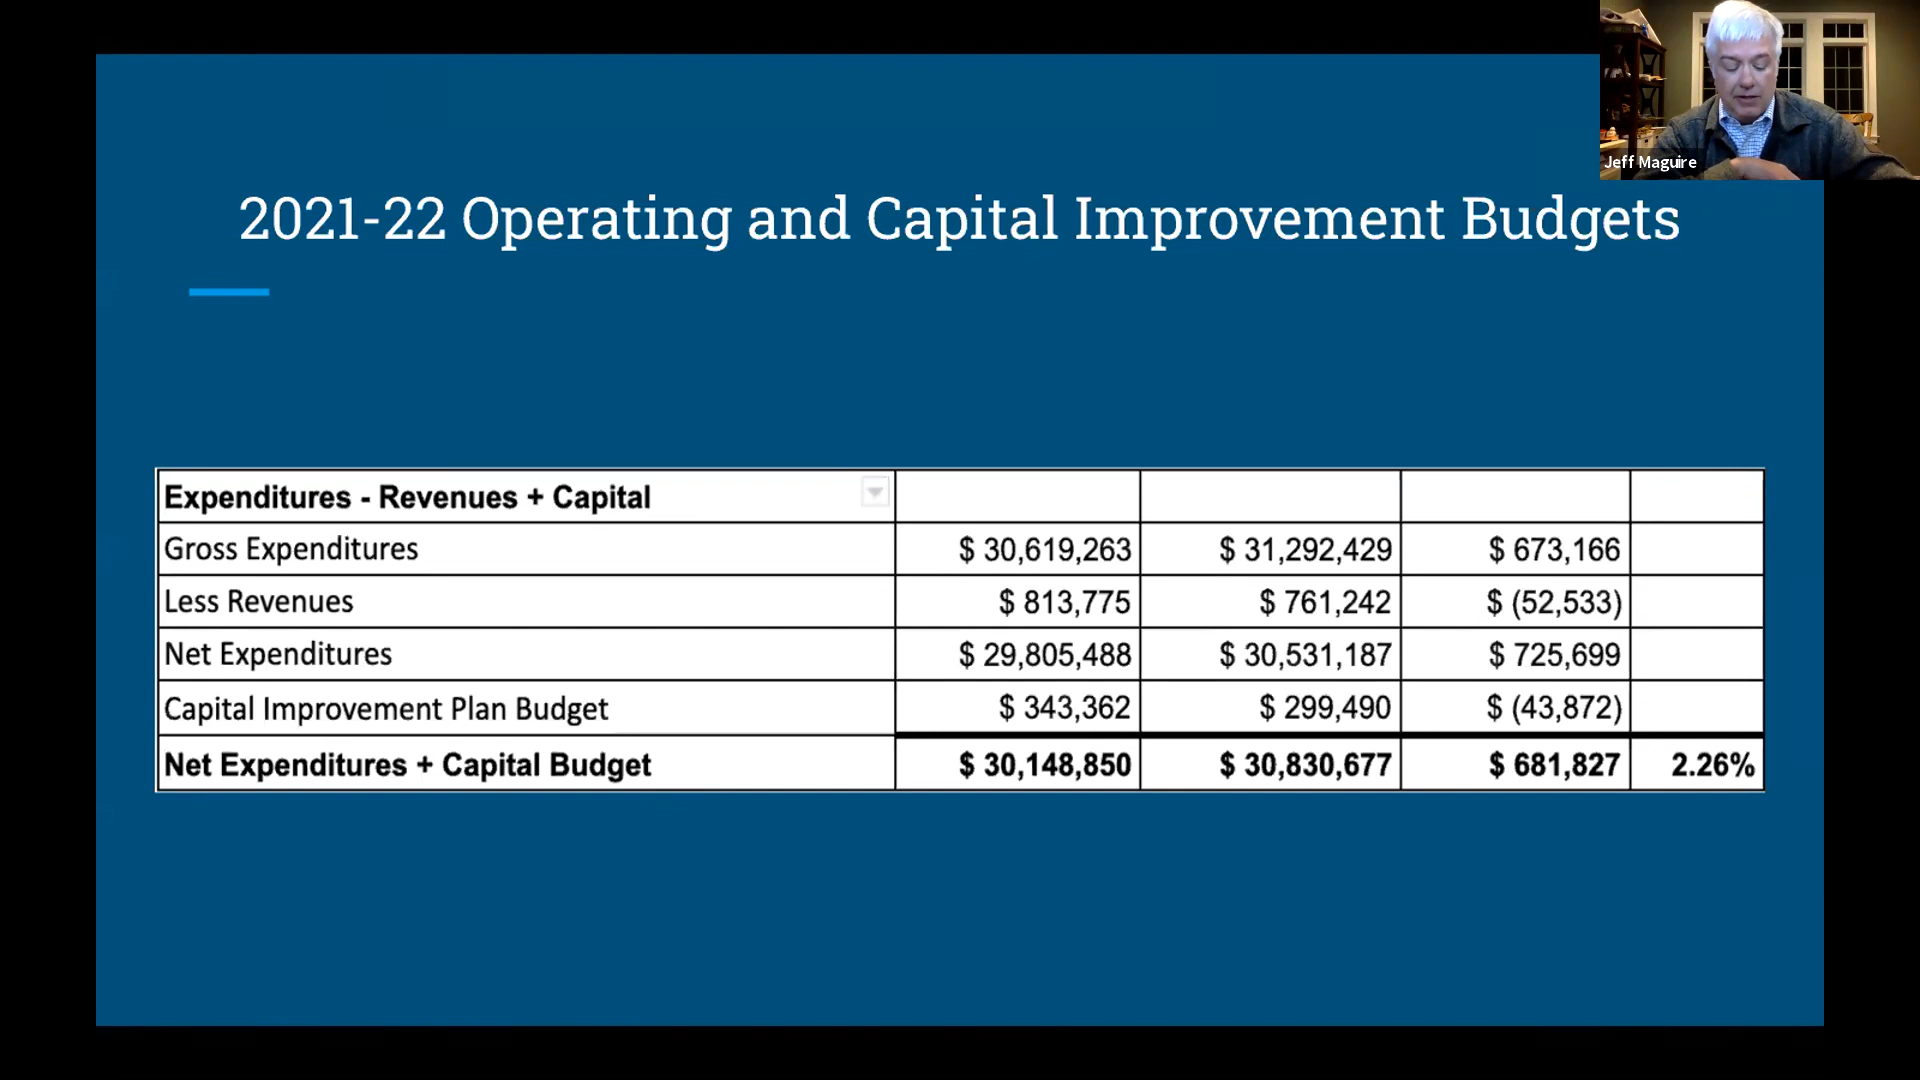 Jeff Maguire
2021-22 Operating and Capital Improvement Budgets
Expenditures - Revenues + Capital
Gross Expenditures $ 30,619,263 $ 31,292,429 $ 673,166
Less Revenues $ 813,775 $ 761,242 $ (52,533)
Net Expenditures $ 29,805,488 $ 30,531,187 $ 725,699
Capital Improvement Plan Budget $ 343,362 $ 299,490 $ (43,872)
Net Expenditures + Capital Budget $ 30,148,850 $ 30,830,677 $ 681,827 2.26%